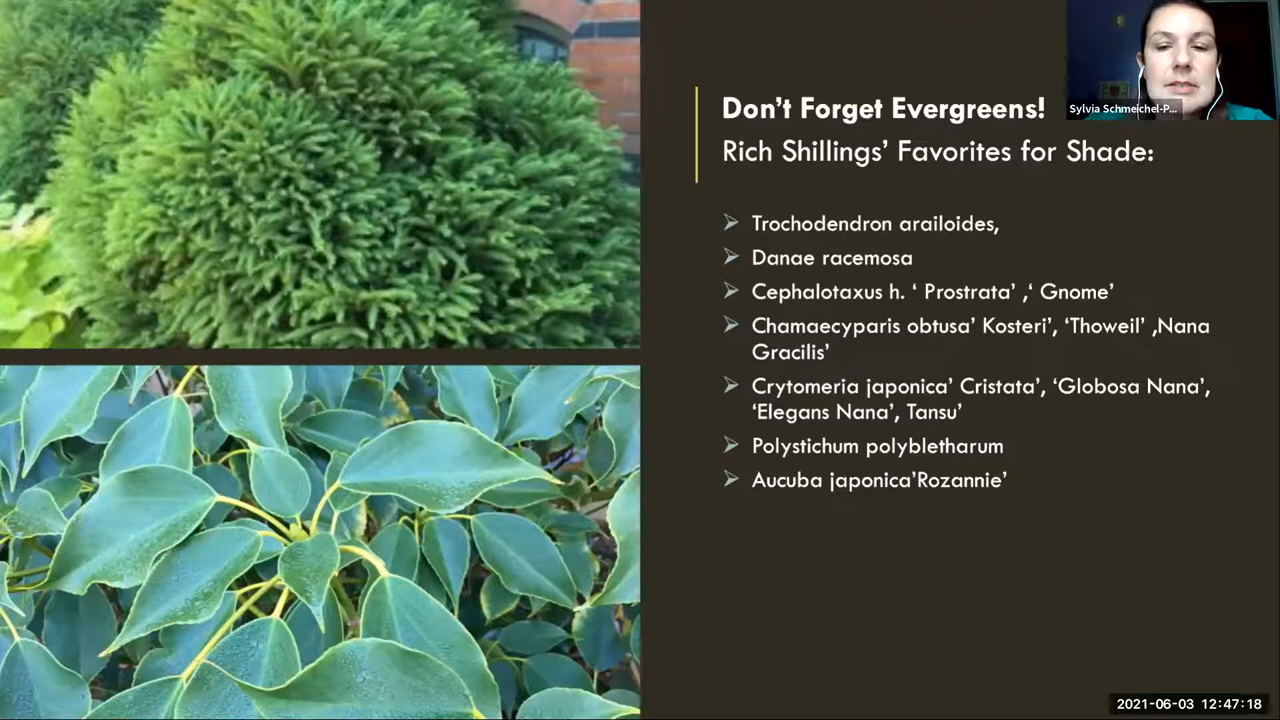 Don't Forget Evergreens!
Sylvia Schmeichel-P...
Rich Shillings' Favorites for Shade:
Trochodendron arailoides,
Danae racemosa
Cephalotaxus h. ' Prostrata' ,' Gnome'
Chamaecyparis obtusa' Kosteri', 'Thoweil' ,Nana
Gracilis'
Crytomeria japonica' Cristata', 'Globosa Nana',
'Elegans Nana', Tansu'
Polystichum polybletharum
Aucuba japonica'Rozannie'
2021-06-03 12:47:18